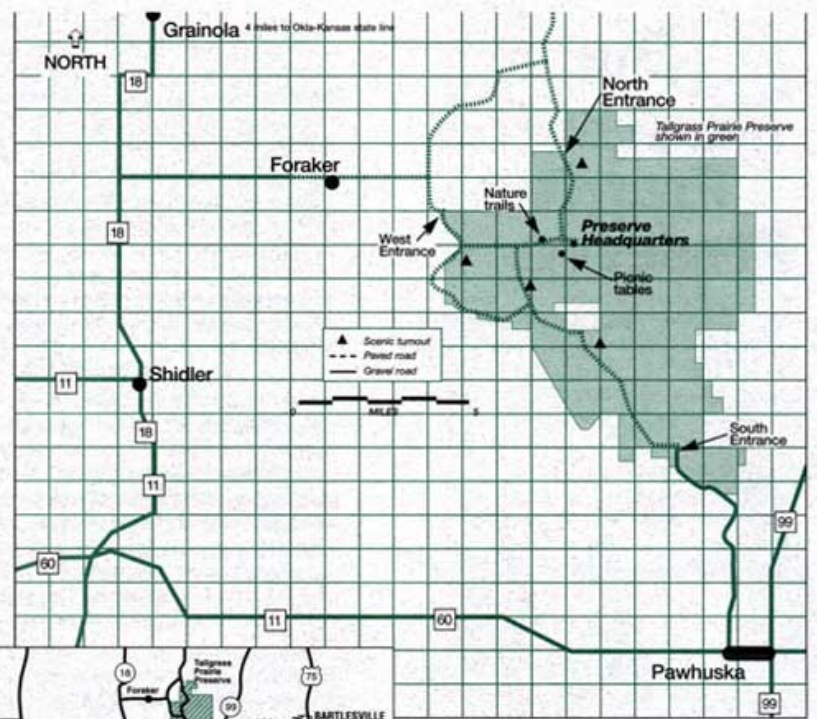 Grainola 4 miles to Okla-Kansas state line
NORTH
18
North
Entrance
Tallgrass Prairie Preserve
shown in green
Foraker
Nature
trails
18
West
Entrance
Preserve
Headquarters
Picnic
tables
Scenic turnout
Paved road
Gravel road
11
Shidler
0
MILES
5
18
South
Entrance
11
99
60
11
60
Pawhuska
99
18
Tallgrass
Prairie
Preserve
75
Foraker
99
BARTLESVILLE